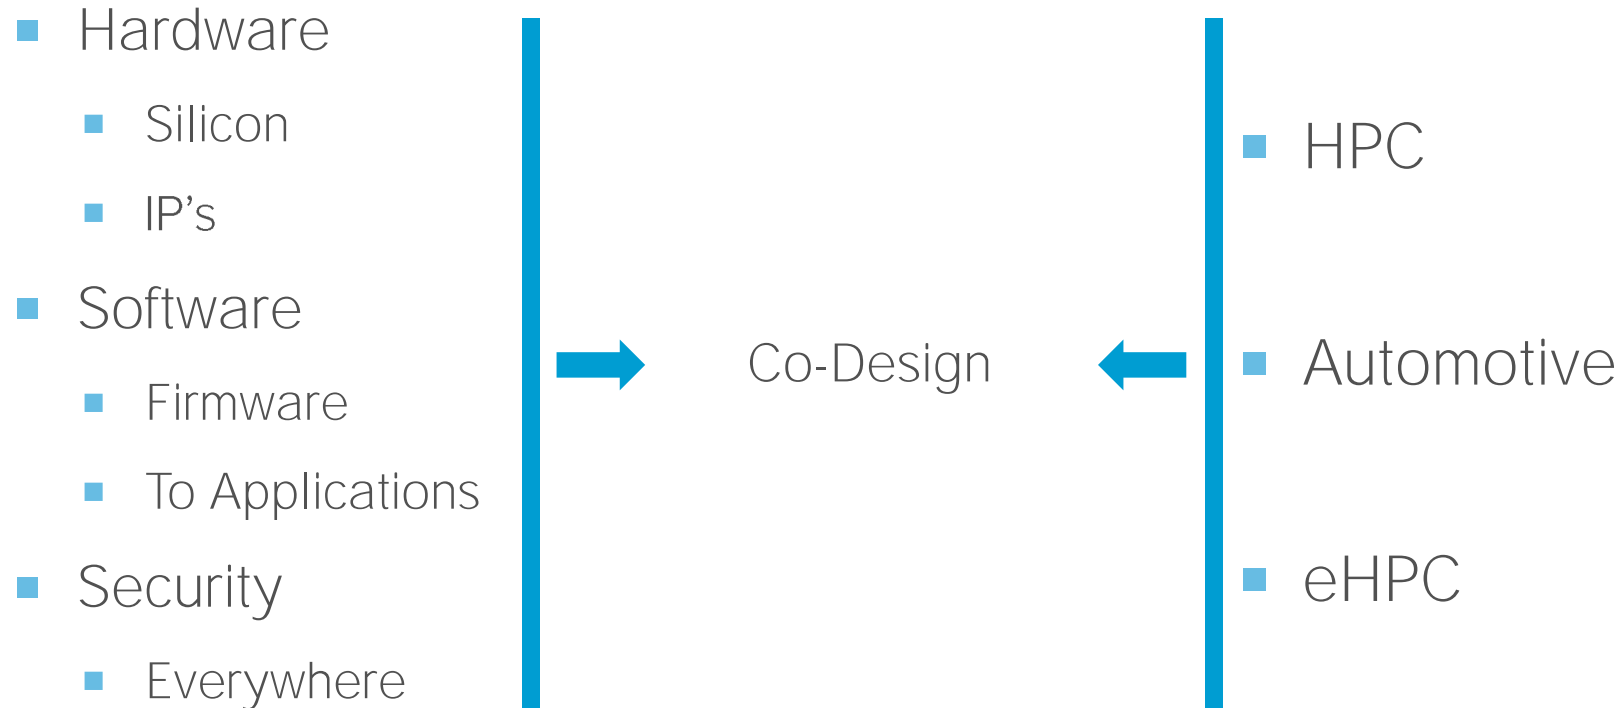 Hardware
Silicon
IP’s
Software
Firmware
To Applications
Security
Everywhere
Co-Design
HPC
Automotive
eHPC